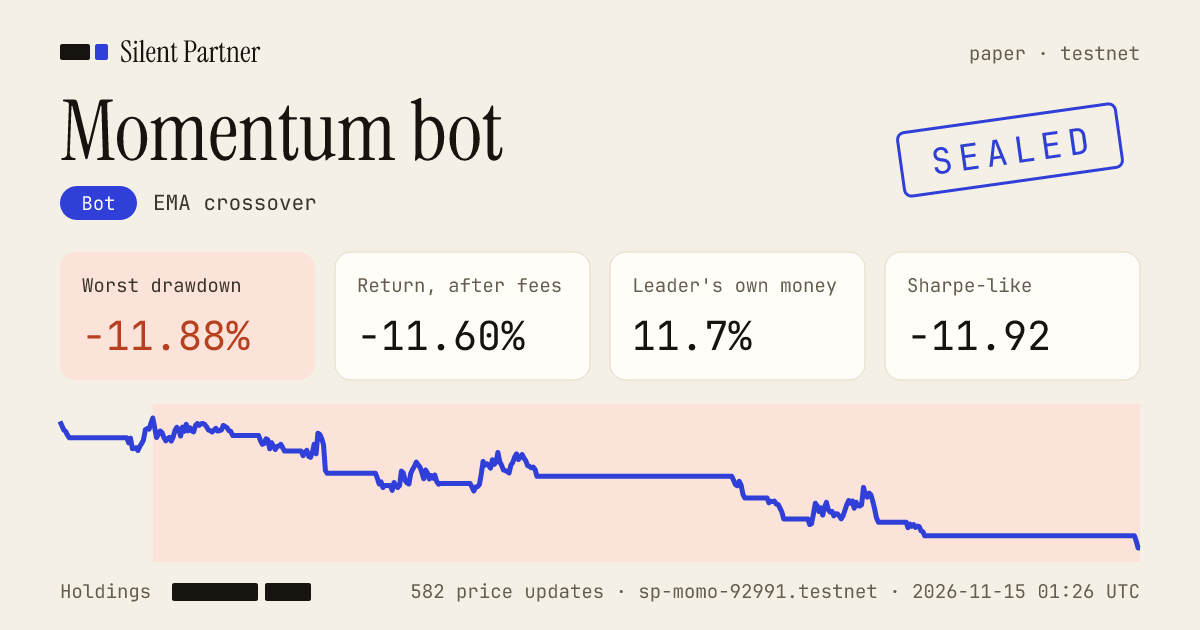 Silent Partner
paper · testnet
Momentum bot
SEALED
Bot EMA crossover
Worst drawdown
-11.88%
Return, after fees
-11.60%
Leader's own money
11.7%
Sharpe-like
-11.92
Holdings
582 price updates · sp-momo-92991.testnet · 2026-11-15 01:26 UTC